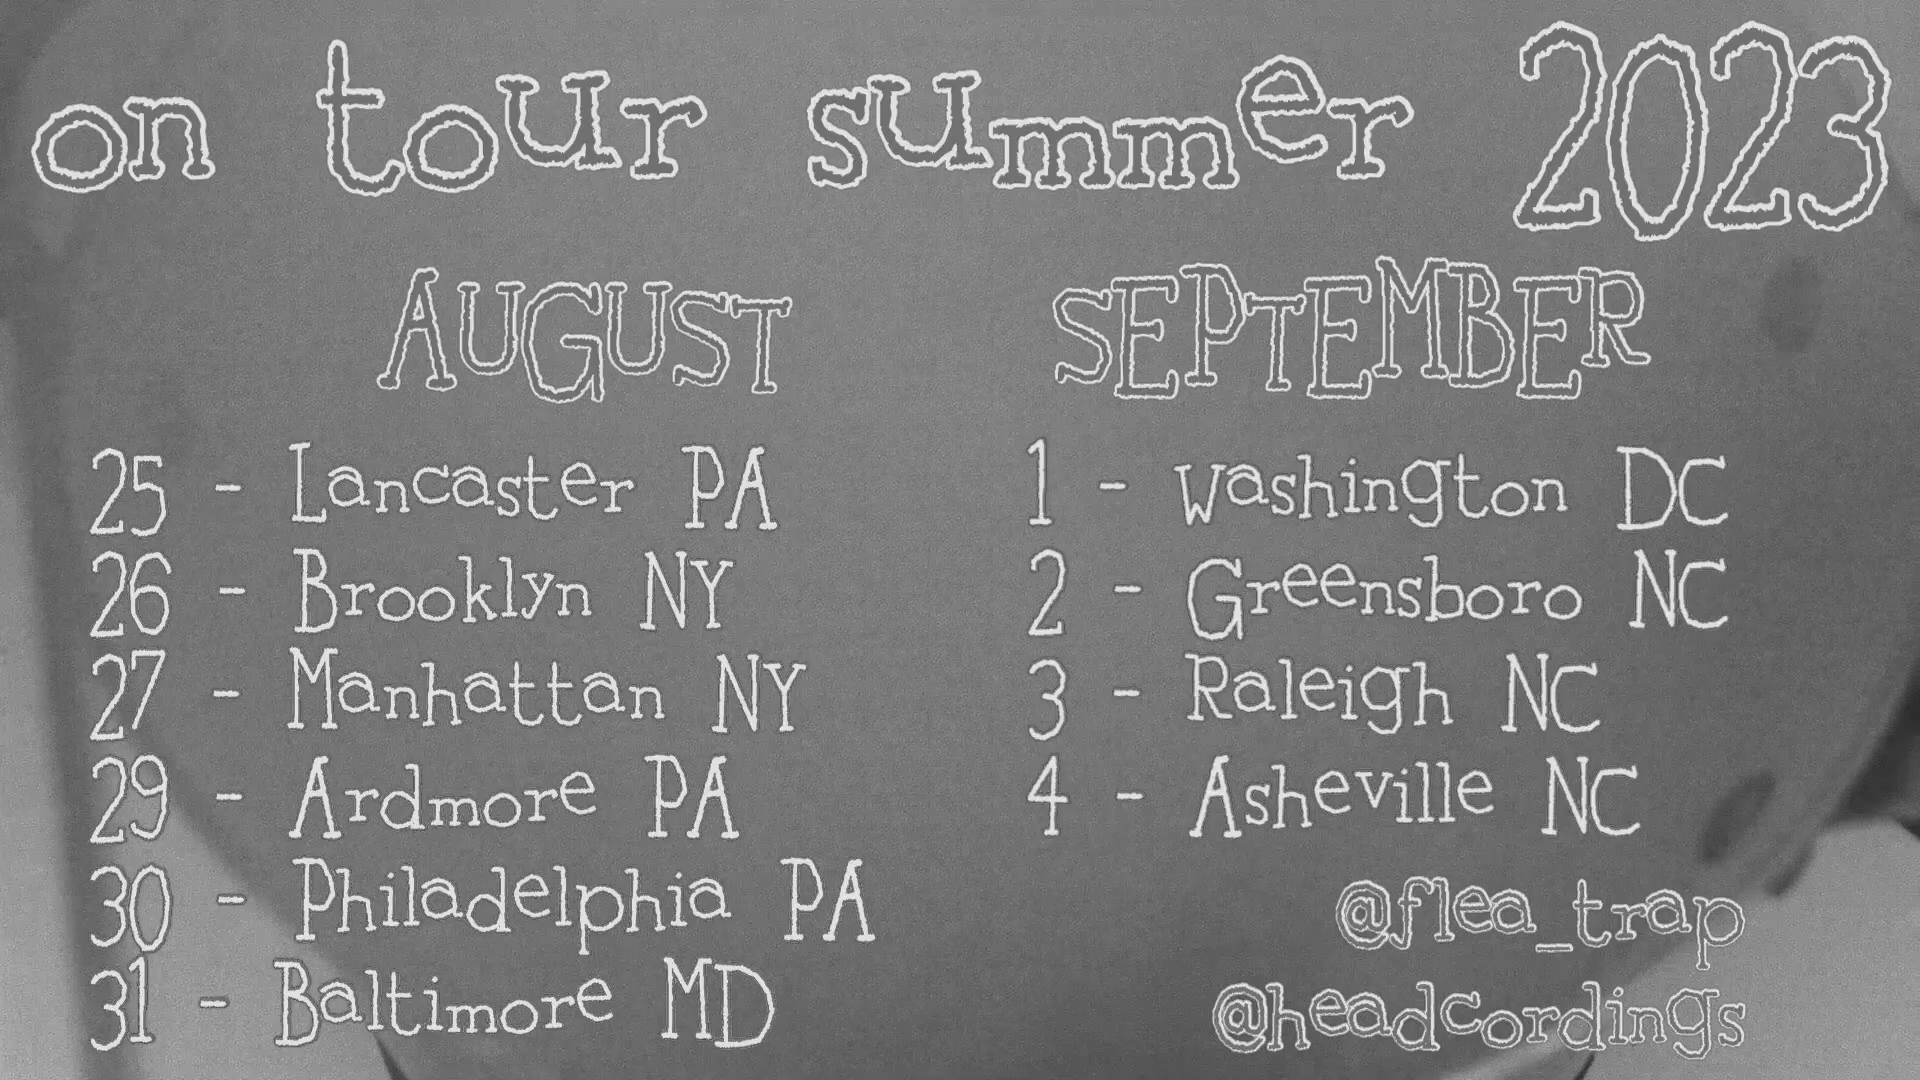 on tour summer 2023
AUGUST
25 - Lancaster PA
26 - Brooklyn NY
27 - Manhattan NY
29 - Ardmore PA
30 - Philadelphia PA
31 - Baltimore MD
SEPTEMBER
1 - Washington DC
2 - Greensboro NC
3 - Raleigh NC
4 - Asheville NC
@flea_trap
@headcordings